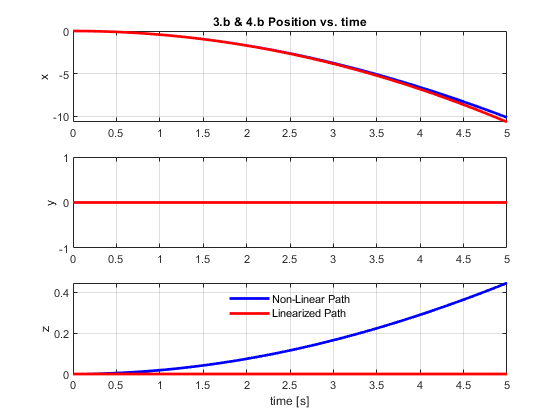 3.b & 4.b Position vs. time
0
-5
-10
x
0 0.5 1 1.5 2 2.5 3 3.5 4 4.5 5
1
0
-1
y
0 0.5 1 1.5 2 2.5 3 3.5 4 4.5 5
0.4
0.2
0
z
Non-Linear Path
Linearized Path
0 0.5 1 1.5 2 2.5 3 3.5 4 4.5 5
time [s]